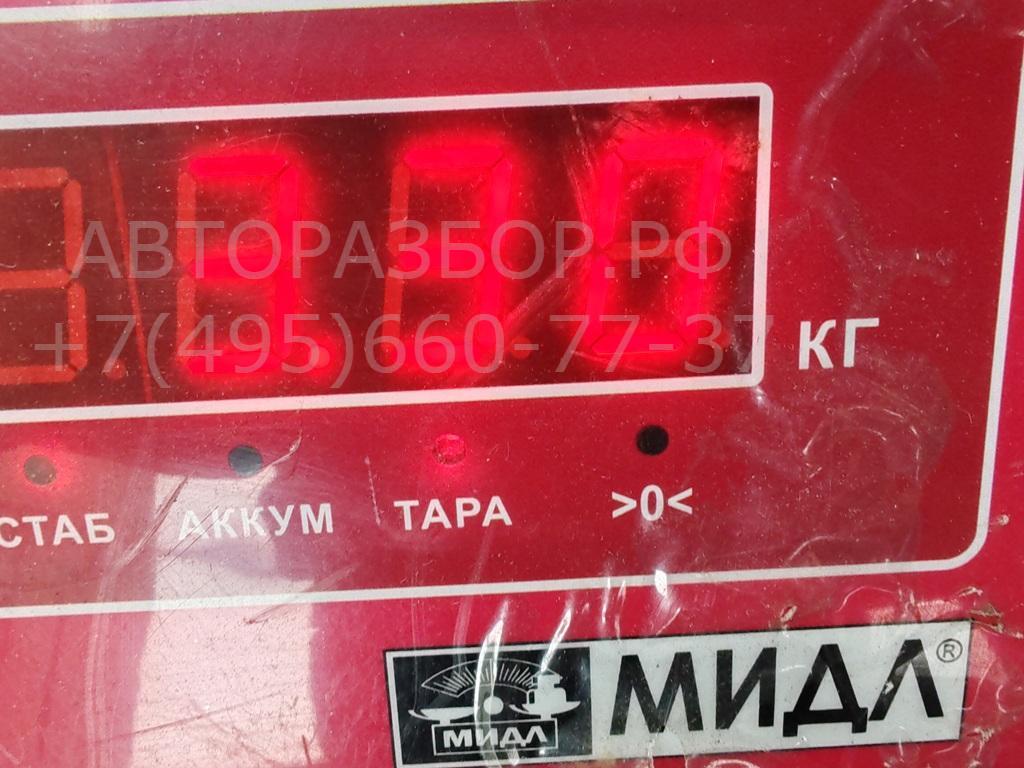 АВТОРАЗБОР.РФ
+7(495)660-77-37
КГ
СТАБ АККУМ ТАРА >0<
МИДЛ МИДЛ®